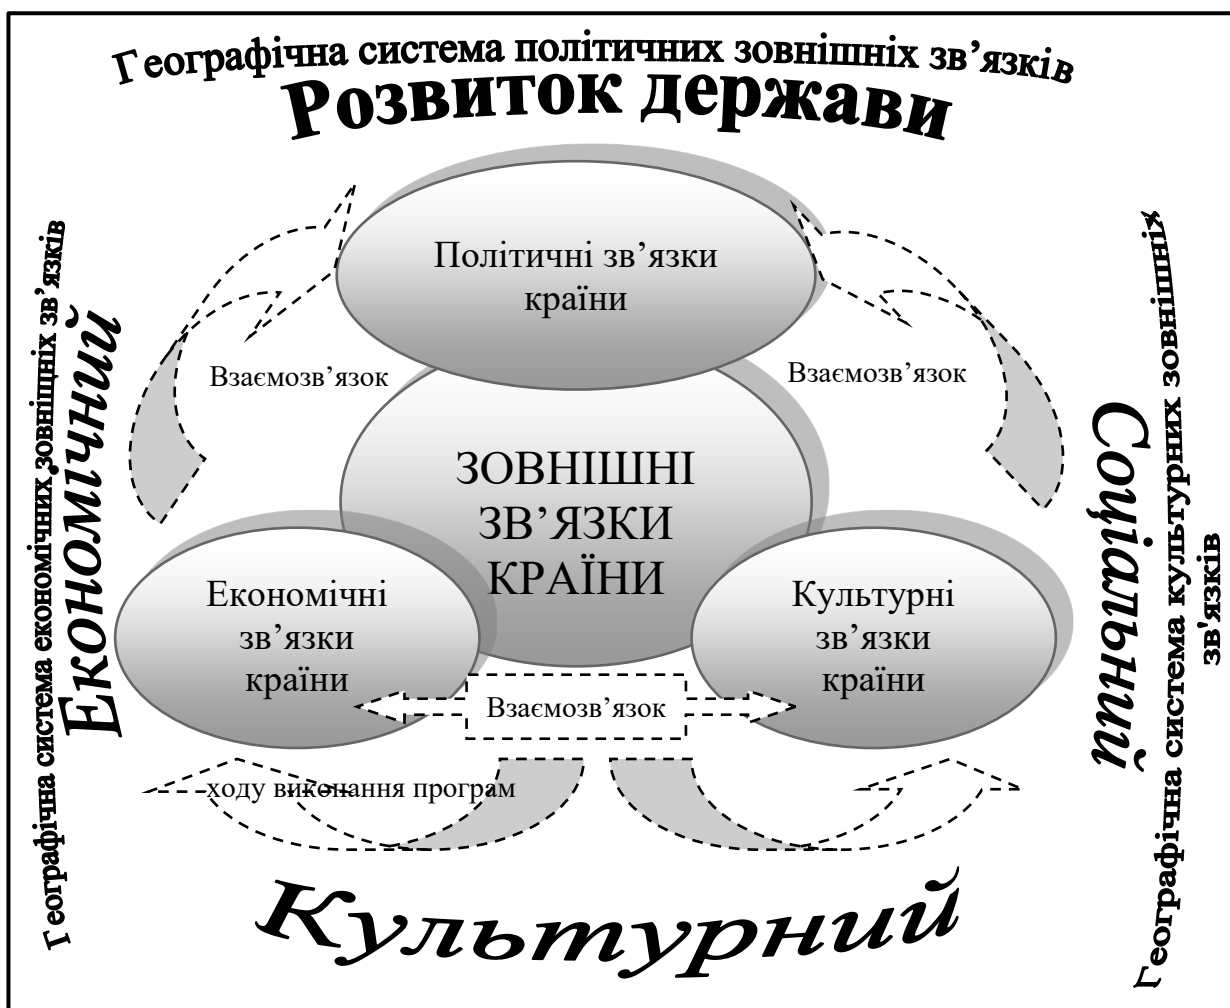 Географічна система політичних зовнішніх зв’язків
Розвиток держави
Політичні зв’язки
країни
Взаємозв’язок
Взаємозв’язок
Географічна система економічних зовніщніх зв’язків
Економічний
ЗОВНІШНІ
ЗВ’ЯЗКИ
КРАЇНИ
Соціальний
Географічна система культурних зовнішніх
зв'язків
Економічні
зв’язки
країни
Культурні
зв’язки
країни
Взаємозв’язок
ходу виконання програм
Культурний